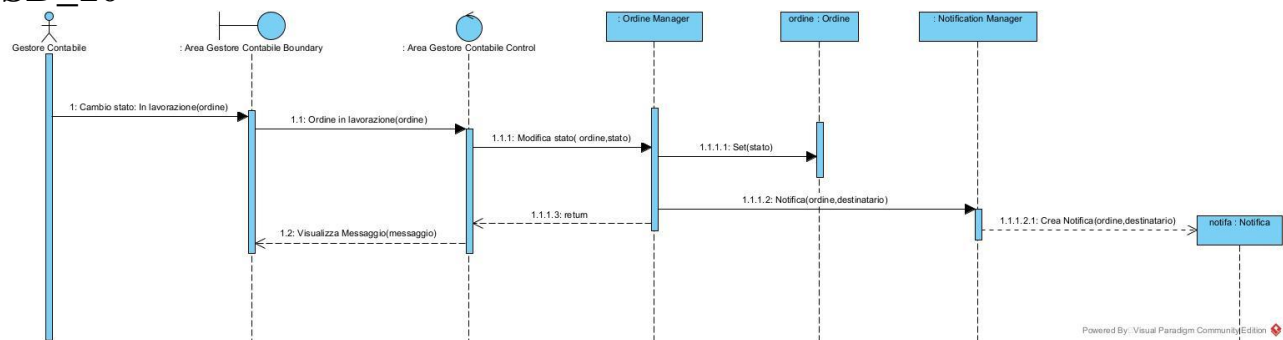 Gestore Contabile
: Area Gestore Contabile Boundary
: Area Gestore Contabile Control
: Ordine Manager
ordine : Ordine
: Notification Manager
1: Cambio stato: In lavorazione(ordine)
1.1: Ordine in lavorazione(ordine)
1.1.1: Modifica stato( ordine,stato)
1.1.1.1: Set(stato)
1.1.1.2: Notifica(ordine,destinatario)
1.1.1.3: return
1.1.1.2.1: Crea Notifica(ordine,destinatario)
notifa : Notifica
1.2: Visualizza Messaggio(messaggio)
Powered By: Visual Paradigm Community Edition